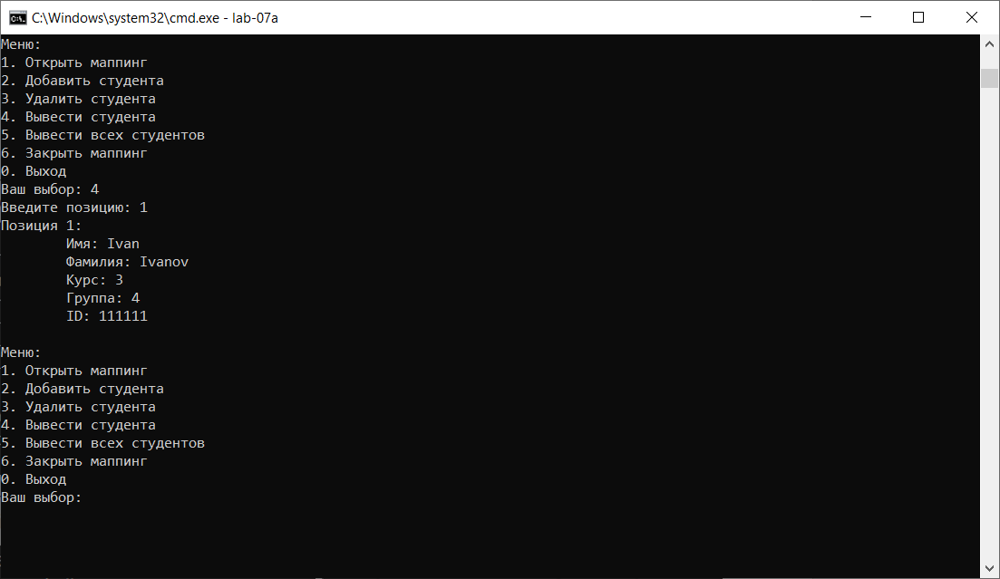 C:\Windows\system32\cmd.exe - lab-07a
Меню:
1. Открыть маппинг
2. Добавить студента
3. Удалить студента
4. Вывести студента
5. Вывести всех студентов
6. Закрыть маппинг
0. Выход
Ваш выбор: 4
Введите позицию: 1
Позиция 1:
Имя: Ivan
Фамилия: Ivanov
Курс: 3
Группа: 4
ID: 111111
Меню:
1. Открыть маппинг
2. Добавить студента
3. Удалить студента
4. Вывести студента
5. Вывести всех студентов
6. Закрыть маппинг
0. Выход
Ваш выбор: